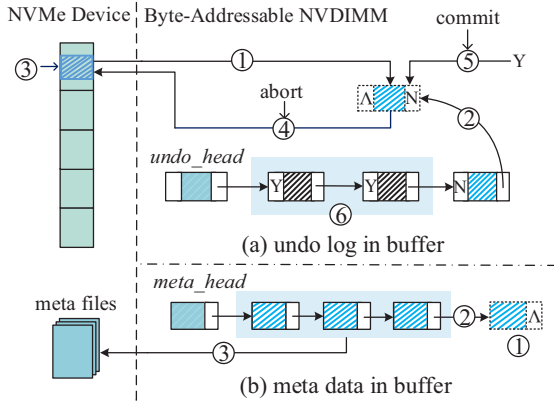 NVMe Device
Byte-Addressable NVDIMM
commit
③
①
⑤
Y
abort
Λ
N
②
④
undo_head
Y
Y
N
⑥
(a) undo log in buffer
meta_head
meta files
②
Λ
③
①
(b) meta data in buffer